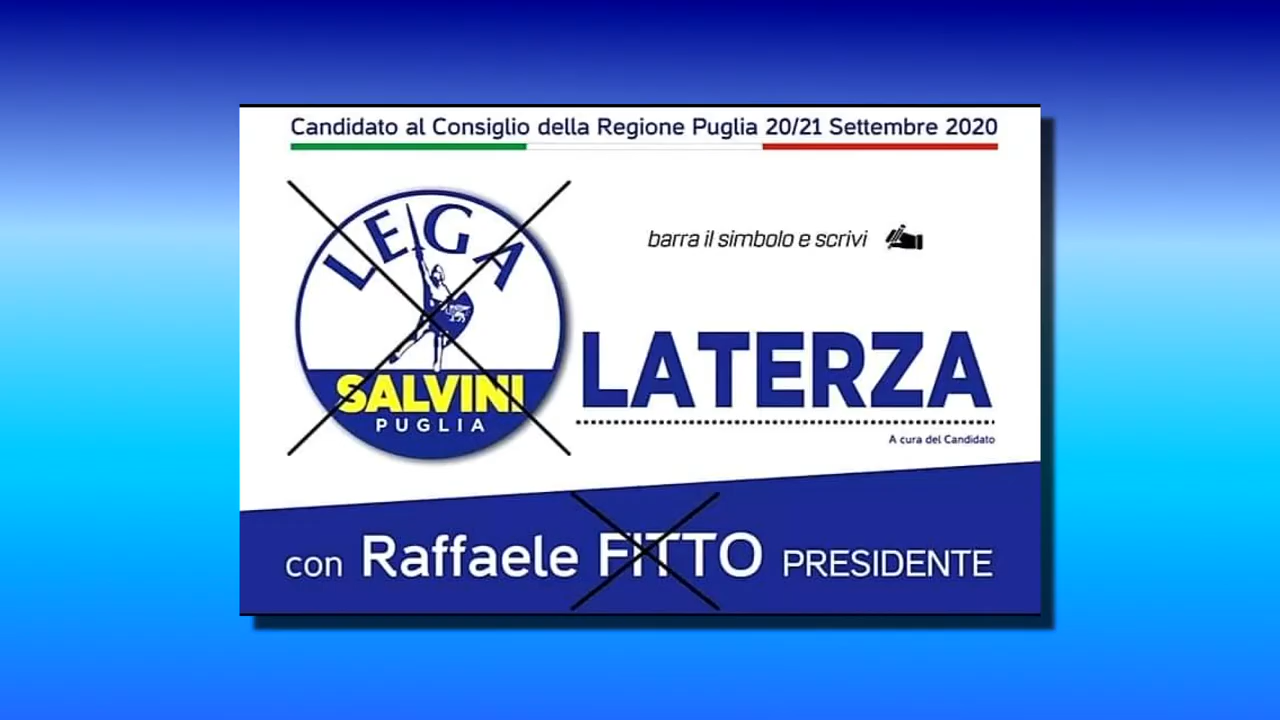 Candidato al Consiglio della Regione Puglia 20/21 Settembre 2020
LEGA
SALVINI
PUGLIA
barra il simbolo e scrivi
LATERZA
A cura del Candidato
con Raffaele FITTO PRESIDENTE